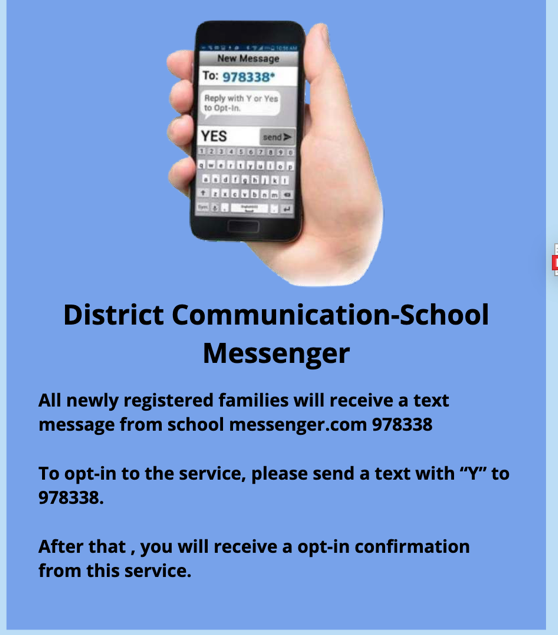 New Message
To: 978338*
Reply with Y or Yes
to Opt-In.
YES send
District Communication-School
Messenger
All newly registered families will receive a text
message from school messenger.com 978338
To opt-in to the service, please send a text with “Y” to
978338.
After that , you will receive a opt-in confirmation
from this service.